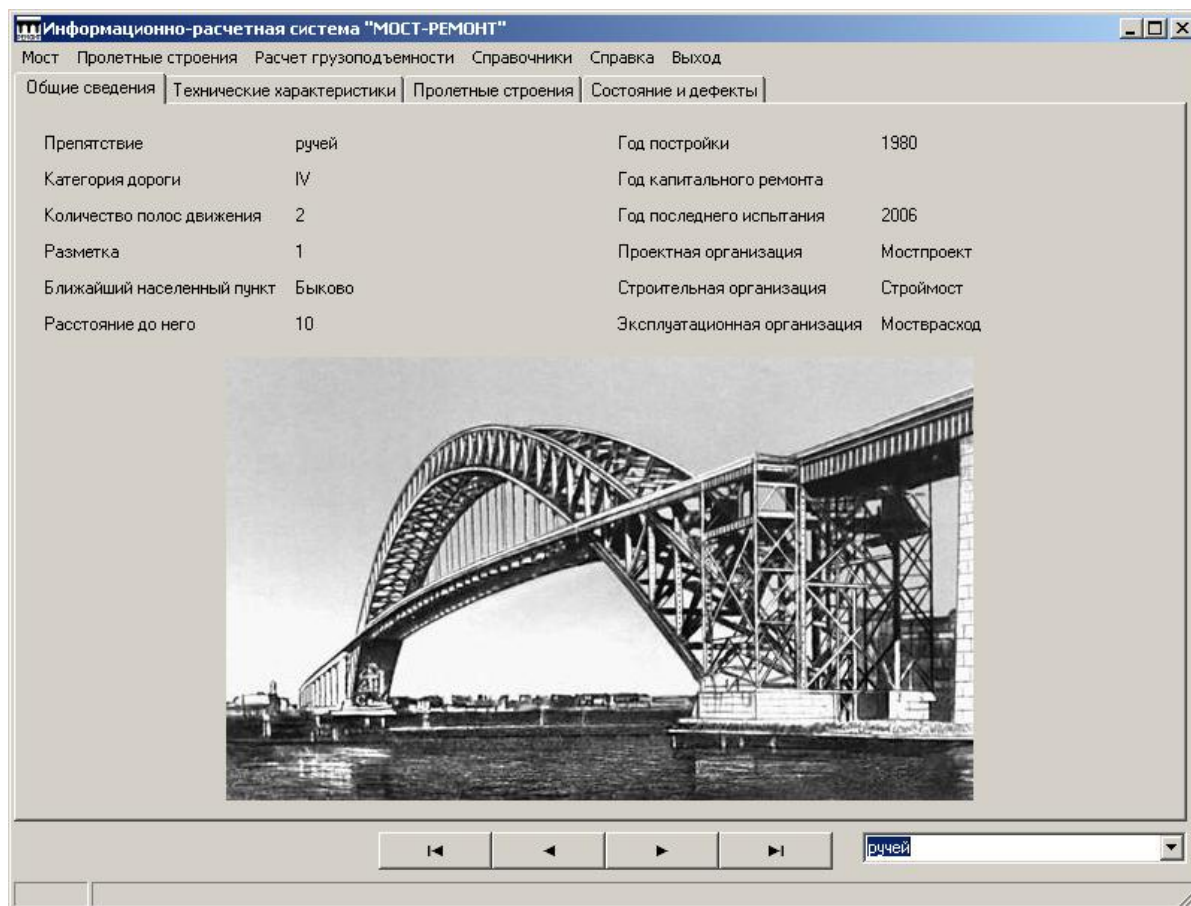 Информационно-расчетная система "МОСТ-РЕМОНТ"
Мост Пролетные строения Расчет грузоподъемности Справочники Справка Выход
Общие сведения Технические характеристики Пролетные строения Состояние и дефекты
Препятствие ручей Год постройки 1980
Категория дороги IV Год капитального ремонта
Количество полос движения 2 Год последнего испытания 2006
Разметка 1 Проектная организация Мостпроект
Ближайший населенный пункт Быково Строительная организация Строймост
Расстояние до него 10 Эксплуатационная организация Мостврасход
ручей